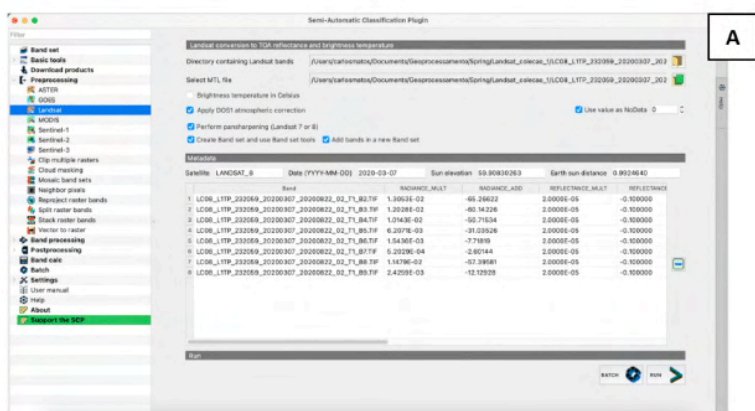 Semi-Automatic Classification Plugin
A
Filter
Band set
Basic tools
Download products
Preprocessing
ASTER
GOES
Landsat
MODIS
Sentinel-1
Sentinel-2
Sentinel-3
Clip multiple rasters
Cloud masking
Mosaic band sets
Neighbor pixels
Reproject raster bands
Split raster bands
Stack raster bands
Vector to raster
Band processing
Postprocessing
Band calc
Batch
Settings
User manual
Help
About
Support the SCP
Landsat conversion to TOA reflectance and brightness temperature
Directory containing Landsat bands /Users/carlosmatos/Documents/Geoprocessamento/Spring/Landsat_colecao_1/LC08_L1TP_232059_20200307_202
Select MTL file /Users/carlosmatos/Documents/Geoprocessamento/Spring/Landsat_colecao_1/LC08_L1TP_232059_20200307_202
Brightness temperature in Celsius
Apply DOS1 atmospheric correction Use value as NoData 0
Perform pansharpening (Landsat 7 or 8)
Create Band set and use Band set tools Add bands in a new Band set
Metadata
Satellite LANDSAT_8 Date (YYYY-MM-DD) 2020-03-07 Sun elevation 59.90830263 Earth sun distance 0.9924640
Band RADIANCE_MULT RADIANCE_ADD REFLECTANCE_MULT REFLECTANCE
1 LC08_L1TP_232059_20200307_20200822_02_T1_B2.TIF 1.3053E-02 -65.26622 2.0000E-05 -0.100000
2 LC08_L1TP_232059_20200307_20200822_02_T1_B3.TIF 1.2028E-02 -60.14226 2.0000E-05 -0.100000
3 LC08_L1TP_232059_20200307_20200822_02_T1_B4.TIF 1.0143E-02 -50.71534 2.0000E-05 -0.100000
4 LC08_L1TP_232059_20200307_20200822_02_T1_B5.TIF 6.2071E-03 -31.03526 2.0000E-05 -0.100000
5 LC08_L1TP_232059_20200307_20200822_02_T1_B6.TIF 1.5436E-03 -7.71819 2.0000E-05 -0.100000
6 LC08_L1TP_232059_20200307_20200822_02_T1_B7.TIF 5.2029E-04 -2.60144 2.0000E-05 -0.100000
7 LC08_L1TP_232059_20200307_20200822_02_T1_B8.TIF 1.1479E-02 -57.39581 2.0000E-05 -0.100000
8 LC08_L1TP_232059_20200307_20200822_02_T1_B9.TIF 2.4259E-03 -12.12928 2.0000E-05 -0.100000
Run
BATCH RUN
Help